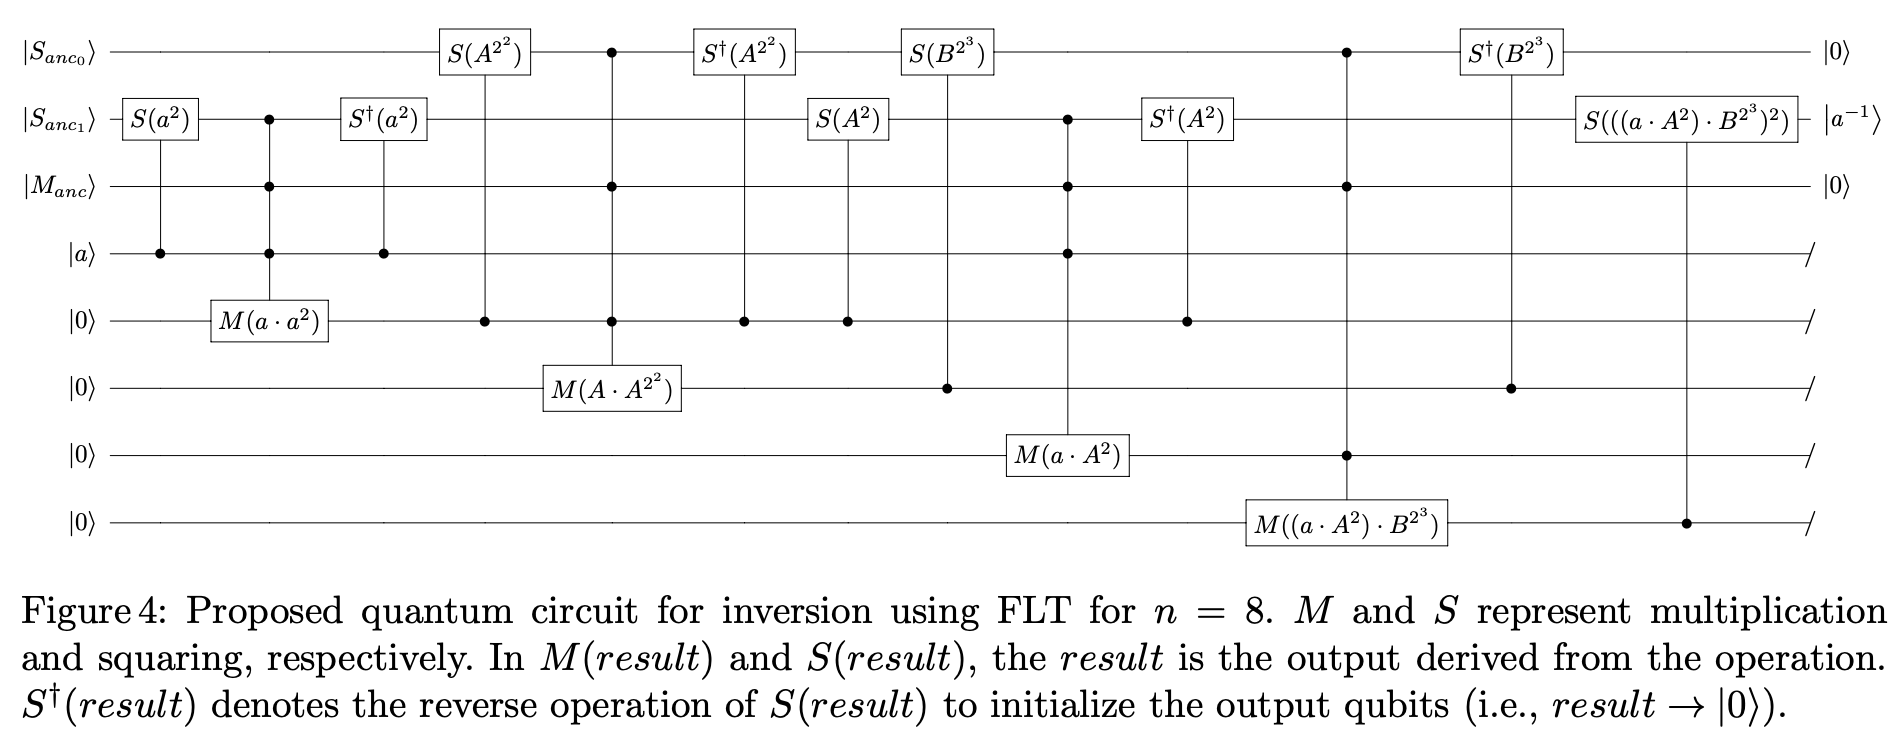 |S_{anc_0}⟩ S(A^{2^2}) S†(A^{2^2}) S(B^{2^3}) S†(B^{2^3}) |0⟩
|S_{anc_1}⟩ S(a^2) S†(a^2) S(A^2) S†(A^2) S(((a · A^2) · B^{2^3})^2) |a^{-1}⟩
|M_{anc}⟩ |0⟩
|a⟩
|0⟩ M(a · a^2)
|0⟩ M(A · A^{2^2})
|0⟩ M(a · A^2)
|0⟩ M((a · A^2) · B^{2^3})
Figure 4: Proposed quantum circuit for inversion using FLT for n = 8. M and S represent multiplication
and squaring, respectively. In M(result) and S(result), the result is the output derived from the operation.
S†(result) denotes the reverse operation of S(result) to initialize the output qubits (i.e., result → |0⟩).